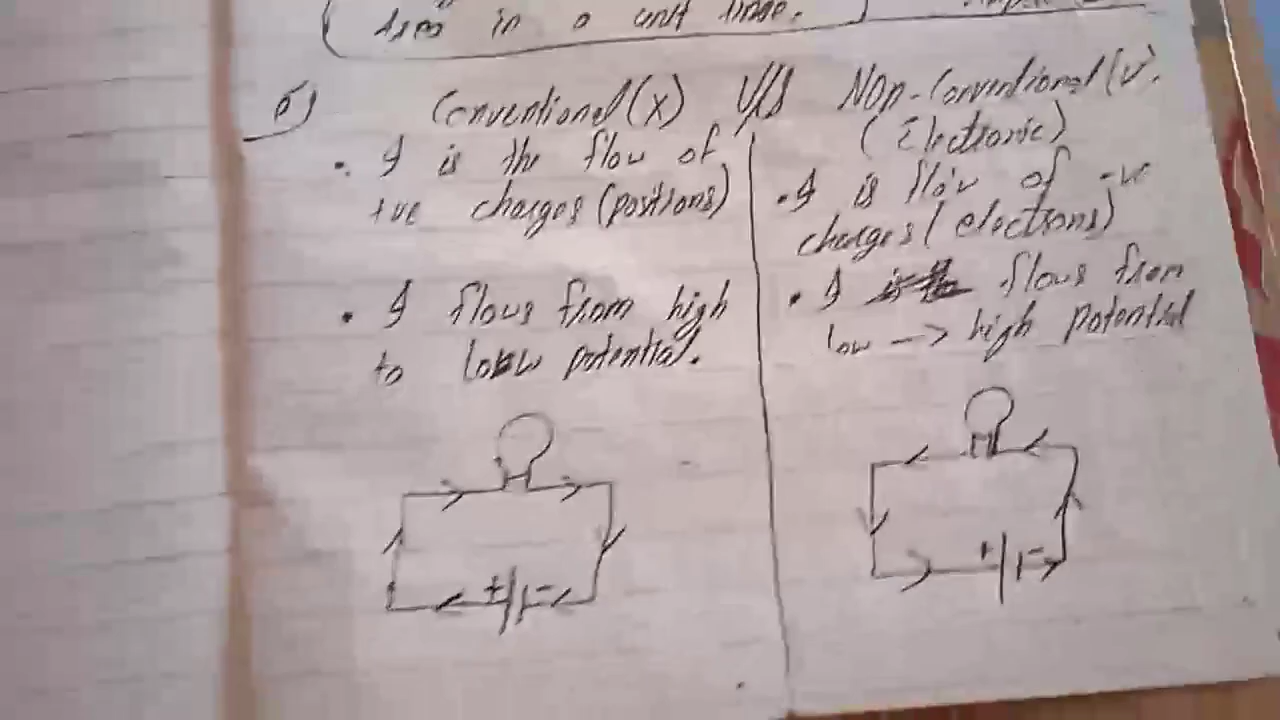 in a unit time.
6)
Conventional (x) V/S Non-Conventional (v).
(Electronic)
• I is the flow of
+ve charges (positions)
• I flows from high
to low potential.
• I is flow of -ve
charges (electrons)
• I flows from
low -> high potential
+ -
+ -